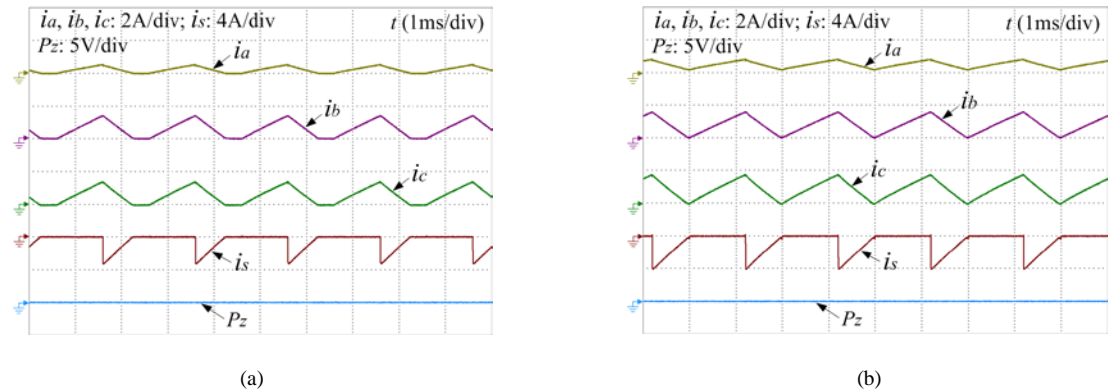 ia, ib, ic: 2A/div; is: 4A/div; t (1ms/div)
Pz: 5V/div
ia
ib
ic
is
Pz
(a)
ia, ib, ic: 2A/div; is: 4A/div; t (1ms/div)
Pz: 5V/div
ia
ib
ic
is
Pz
(b)